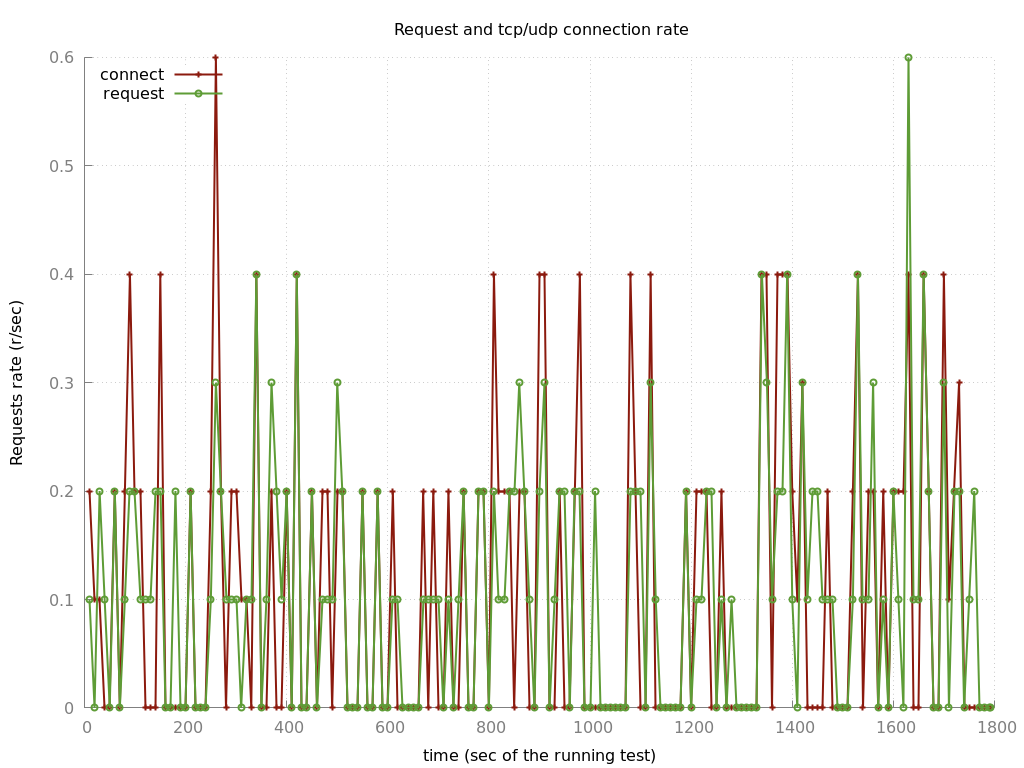 Request and tcp/udp connection rate
0.6
connect
request
0.5
0.4
0.3
0.2
0.1
0
Requests rate (r/sec)
0 200 400 600 800 1000 1200 1400 1600 1800
time (sec of the running test)